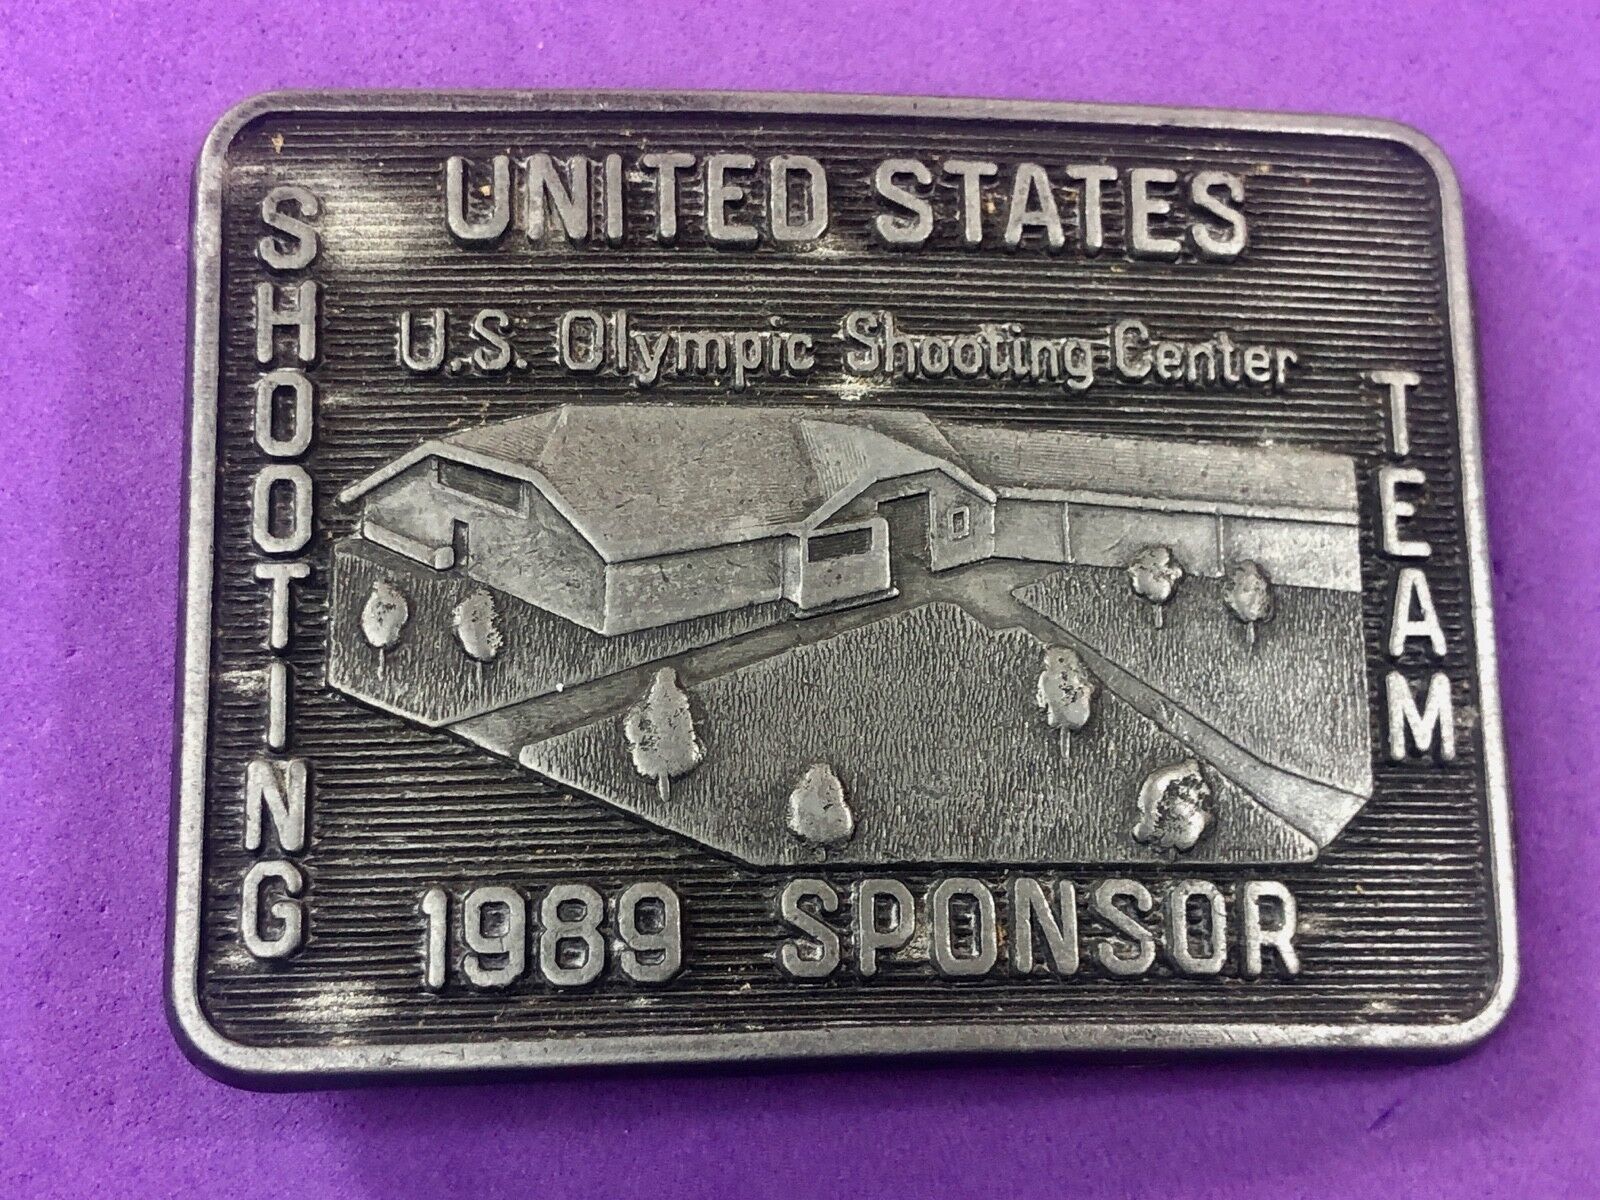 UNITED STATES
SHOOTING
TEAM
U.S. Olympic Shooting Center
1989 SPONSOR